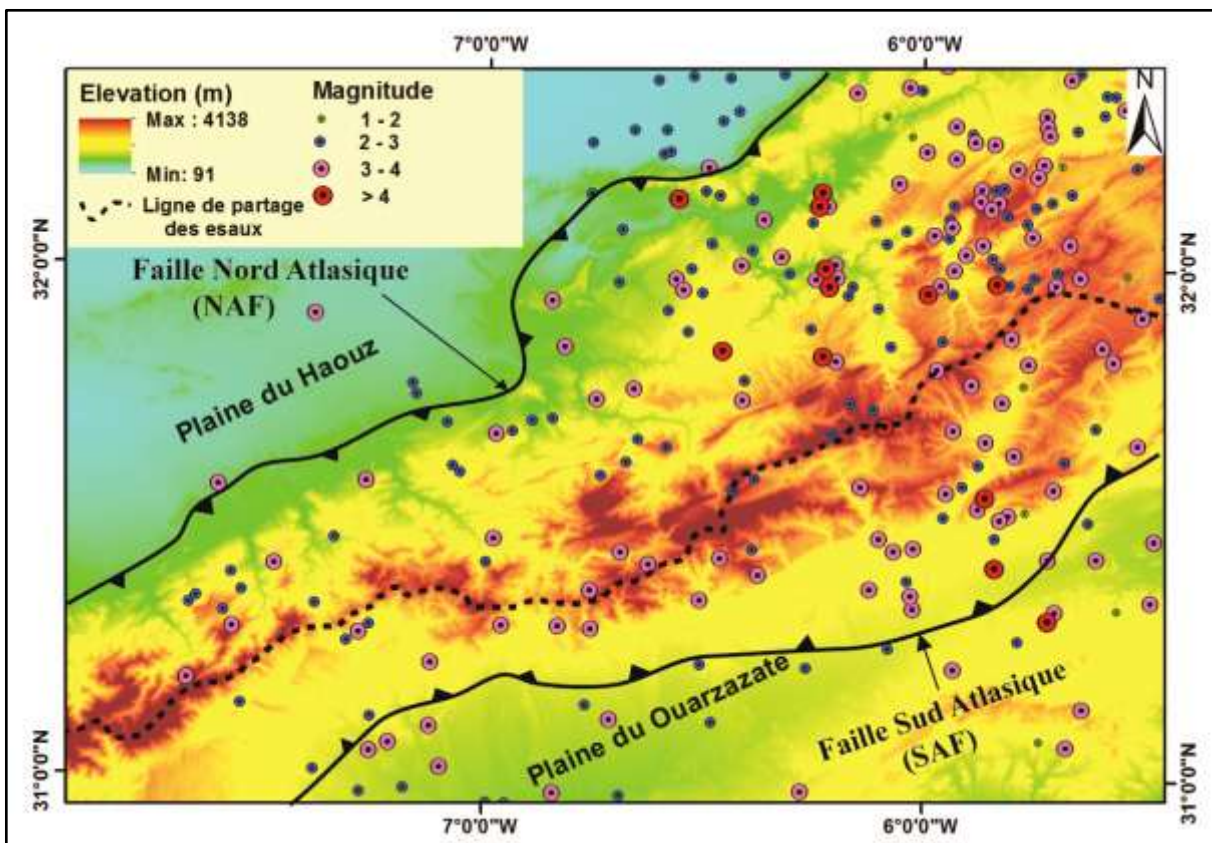 7°0'0"W
6°0'0"W
Elevation (m)
Max : 4138
Min: 91
Ligne de partage
des esaux
Magnitude
1 - 2
2 - 3
3 - 4
> 4
N
32°0'0"N
32°0'0"N
Faille Nord Atlasique
(NAF)
Plaine du Haouz
Plaine du Ouarzazate
Faille Sud Atlasique
(SAF)
31°0'0"N
31°0'0"N
7°0'0"W
6°0'0"W